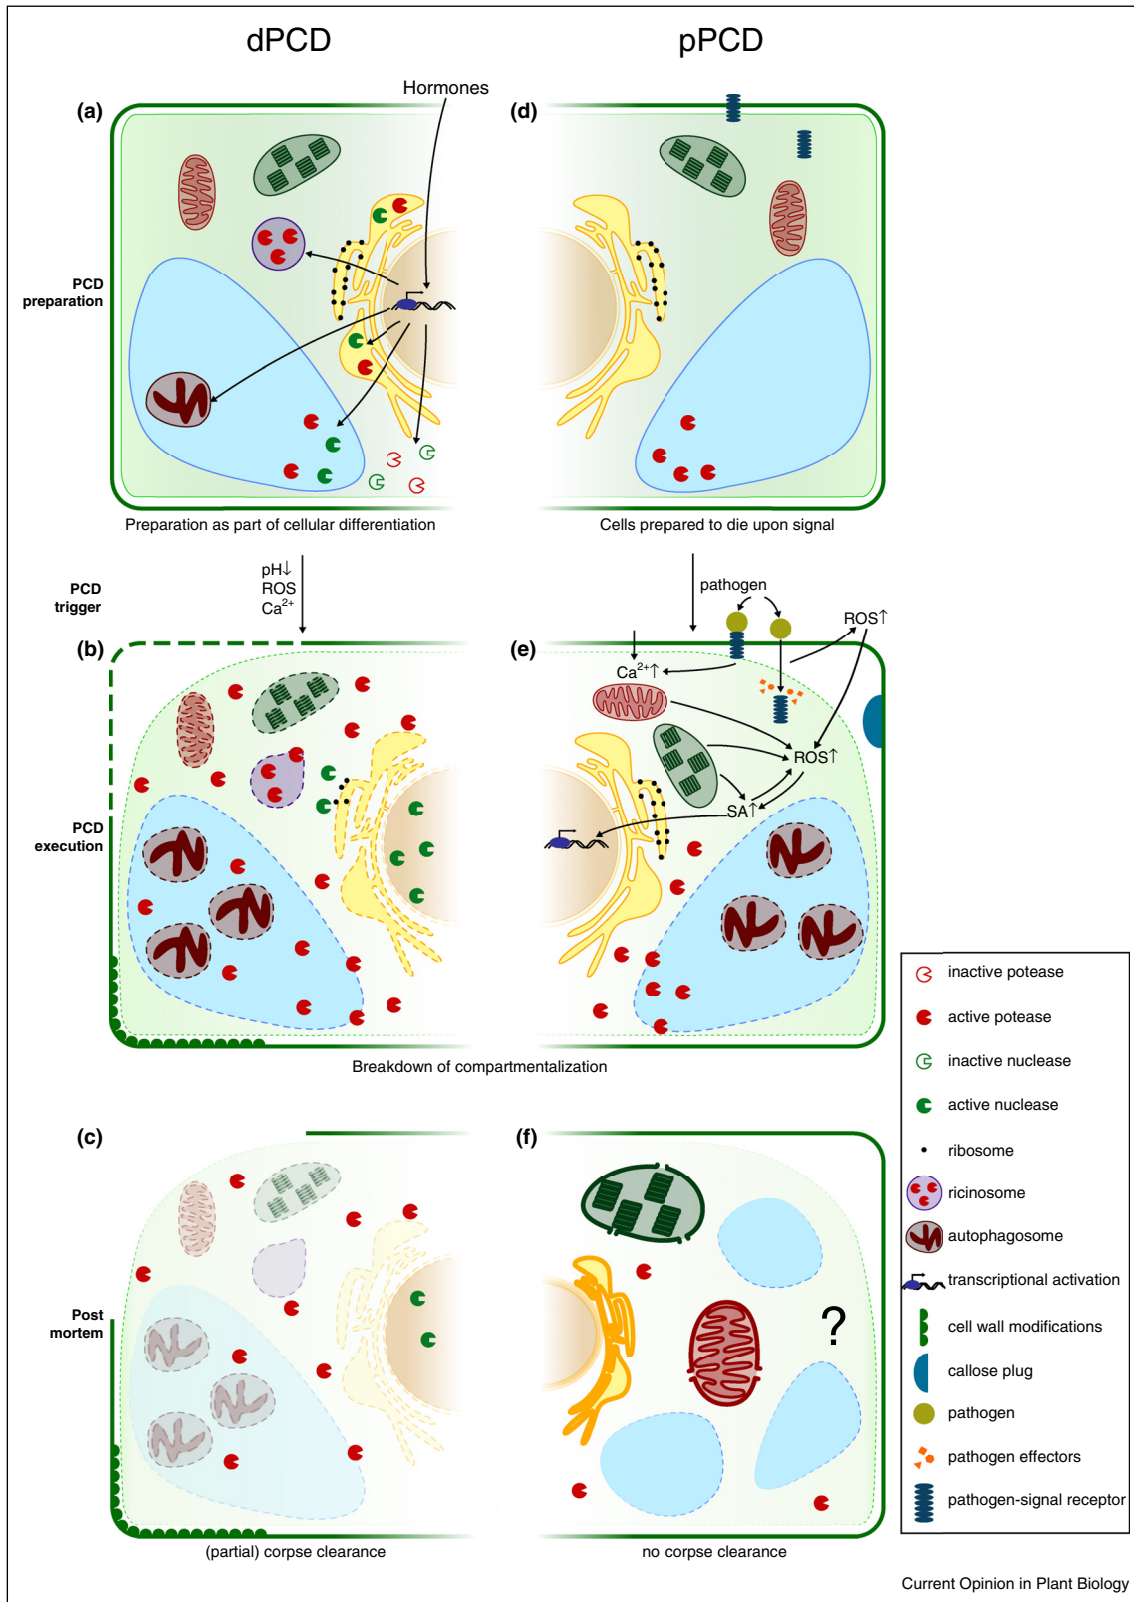 dPCD
pPCD
Hormones
(a)
(d)
PCD
preparation
Preparation as part of cellular differentiation
Cells prepared to die upon signal
PCD
trigger
pH↓
ROS
Ca2+
pathogen
ROS↑
(b)
(e)
Ca2+↑
ROS↑
SA↑
PCD
execution
Breakdown of compartmentalization
(c)
(f)
Post
mortem
?
(partial) corpse clearance
no corpse clearance
inactive potease
active potease
inactive nuclease
active nuclease
ribosome
ricinosome
autophagosome
transcriptional activation
cell wall modifications
callose plug
pathogen
pathogen effectors
pathogen-signal receptor
Current Opinion in Plant Biology